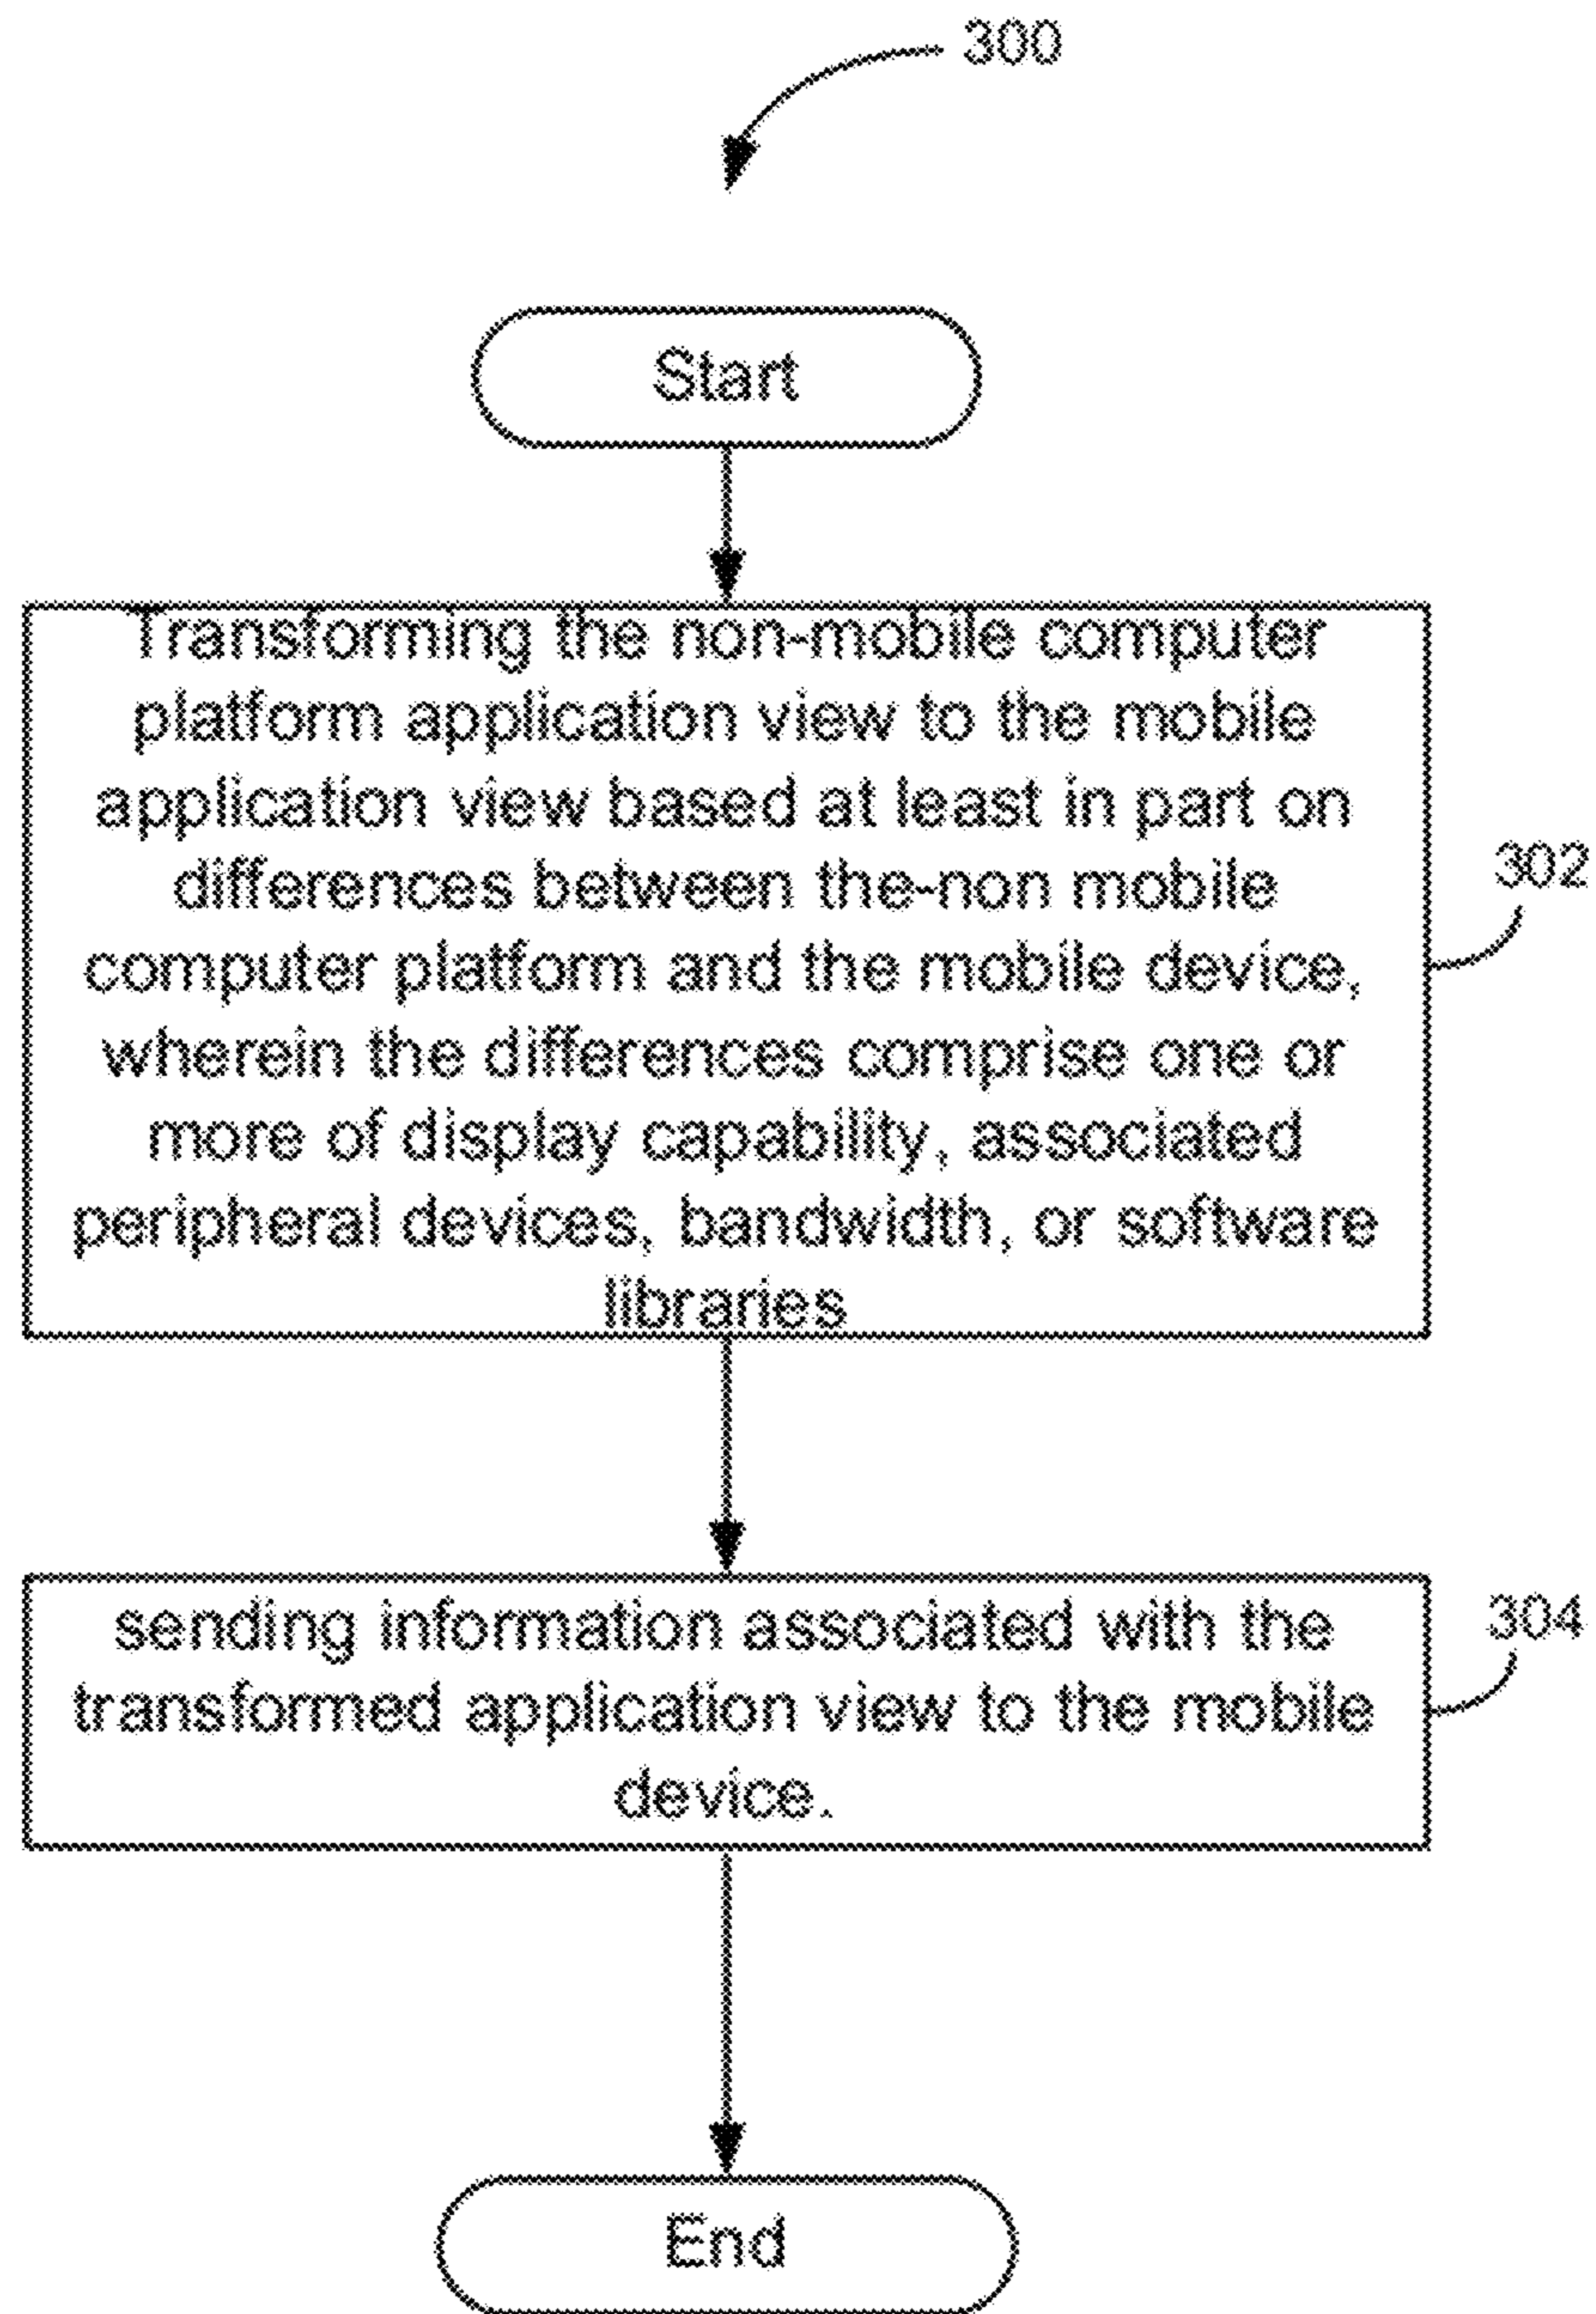 300
Start
Transforming the non-mobile computer
platform application view to the mobile
application view based at least in part on
differences between the-non mobile
computer platform and the mobile device,
wherein the differences comprise one or
more of display capability, associated
peripheral devices, bandwidth, or software
libraries
302
sending information associated with the
transformed application view to the mobile
device.
304
End